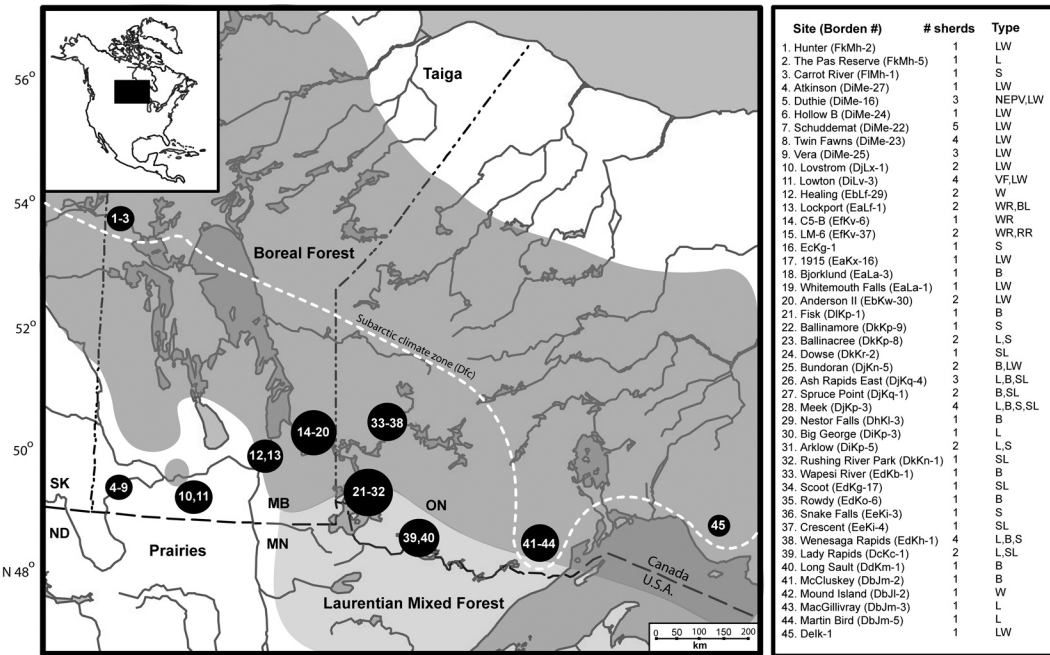 56°
54°
52°
50°
N 48°
Taiga
1-3
Boreal Forest
Subarctic climate zone (Dfc)
14-20
33-38
12,13
4-9
10,11
21-32
SK
MB
ON
39,40
41-44
45
ND
Prairies
MN
Canada
U.S.A.
Laurentian Mixed Forest
0 50 100 150 200
km
Site (Borden #) # sherds Type
1. Hunter (FkMh-2) 1 LW
2. The Pas Reserve (FkMh-5) 1 L
3. Carrot River (FlMh-1) 1 S
4. Atkinson (DiMe-27) 1 LW
5. Duthie (DiMe-16) 3 NEPV,LW
6. Hollow B (DiMe-24) 1 LW
7. Schuddemat (DiMe-22) 5 LW
8. Twin Fawns (DiMe-23) 4 LW
9. Vera (DiMe-25) 3 LW
10. Lovstrom (DjLx-1) 2 LW
11. Lowton (DiLv-3) 4 VF,LW
12. Healing (EbLf-29) 2 W
13. Lockport (EaLf-1) 2 WR,BL
14. C5-B (EfKv-6) 1 WR
15. LM-6 (EfKv-37) 2 WR,RR
16. EcKg-1 1 S
17. 1915 (EaKx-16) 1 LW
18. Bjorklund (EaLa-3) 1 B
19. Whitemouth Falls (EaLa-1) 1 LW
20. Anderson II (EbKw-30) 2 LW
21. Fisk (DlKp-1) 1 B
22. Ballinamore (DkKp-9) 1 S
23. Ballinacree (DkKp-8) 2 L,S
24. Dowse (DkKr-2) 1 SL
25. Bundoran (DjKn-5) 2 B,LW
26. Ash Rapids East (DjKq-4) 3 L,B,SL
27. Spruce Point (DjKq-1) 2 B,SL
28. Meek (DjKp-3) 4 L,B,S,SL
29. Nestor Falls (DhKl-3) 1 B
30. Big George (DiKp-3) 1 L
31. Arklow (DiKp-5) 2 L,S
32. Rushing River Park (DkKn-1) 1 SL
33. Wapesi River (EdKb-1) 1 B
34. Scoot (EdKg-17) 1 SL
35. Rowdy (EdKo-6) 1 B
36. Snake Falls (EeKi-3) 1 S
37. Crescent (EeKi-4) 1 SL
38. Wenesaga Rapids (EdKh-1) 4 L,B,S
39. Lady Rapids (DcKc-1) 2 L,SL
40. Long Sault (DdKm-1) 1 B
41. McCluskey (DbJm-2) 1 B
42. Mound Island (DbJl-2) 1 W
43. MacGillivray (DbJm-3) 1 L
44. Martin Bird (DbJm-5) 1 L
45. Delk-1 1 LW